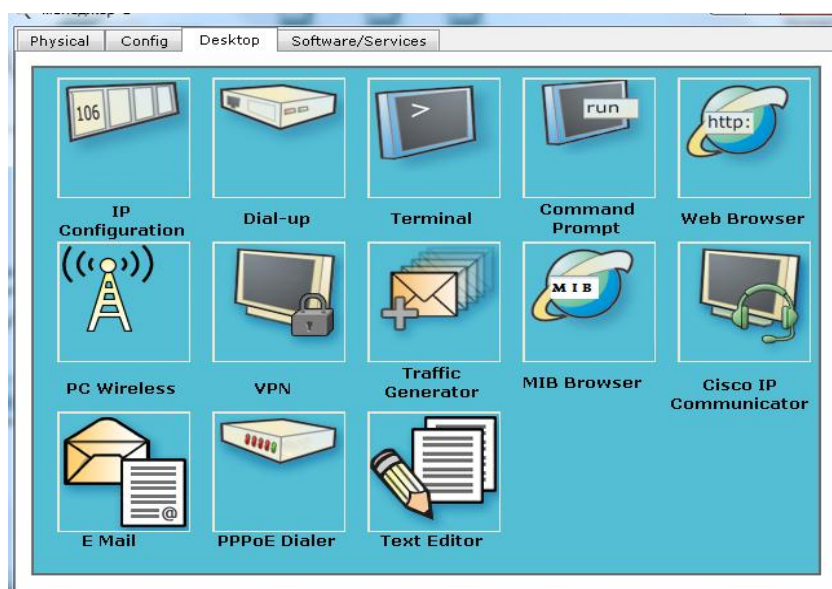 Physical Config Desktop Software/Services
106
>
run
http:
IP
Configuration
Dial-up
Terminal
Command
Prompt
Web Browser
MIB
PC Wireless
VPN
Traffic
Generator
MIB Browser
Cisco IP
Communicator
@
E Mail
PPPoE Dialer
Text Editor